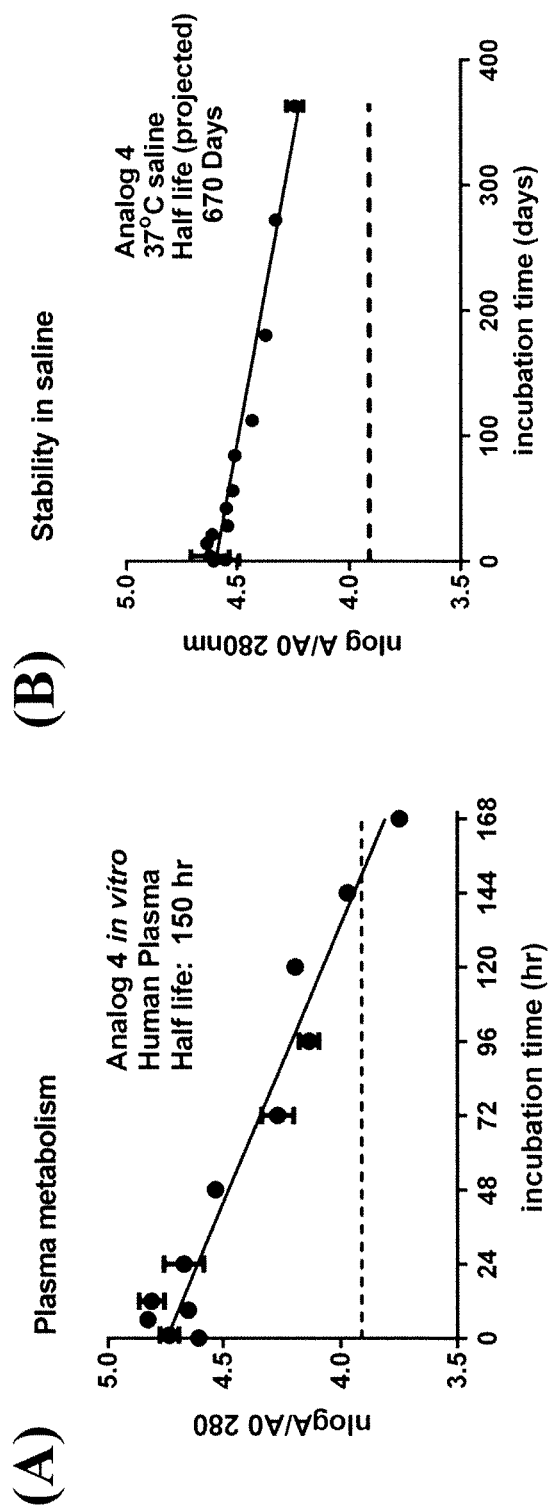 (A)
Plasma metabolism
Analog 4 in vitro
Human Plasma
Half life: 150 hr
nlogA/A0 280
5.0
4.5
4.0
3.5
0 24 48 72 96 120 144 168
incubation time (hr)
(B)
Stability in saline
Analog 4
37°C saline
Half life (projected)
670 Days
nlog A/A0 280nm
5.0
4.5
4.0
3.5
0 100 200 300 400
incubation time (days)